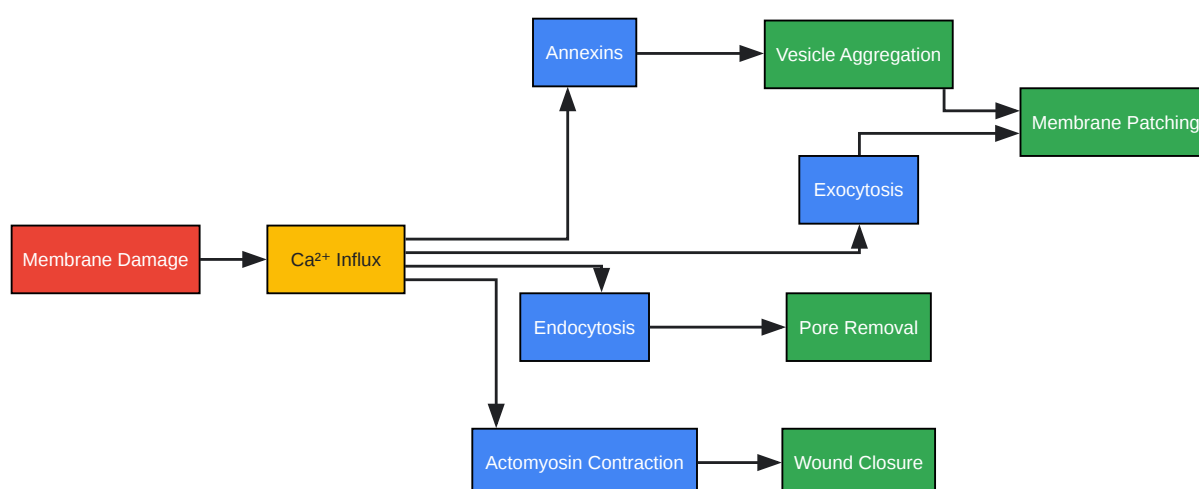 Annexins
Vesicle Aggregation
Membrane Patching
Exocytosis
Membrane Damage
Ca²⁺ Influx
Endocytosis
Pore Removal
Actomyosin Contraction
Wound Closure